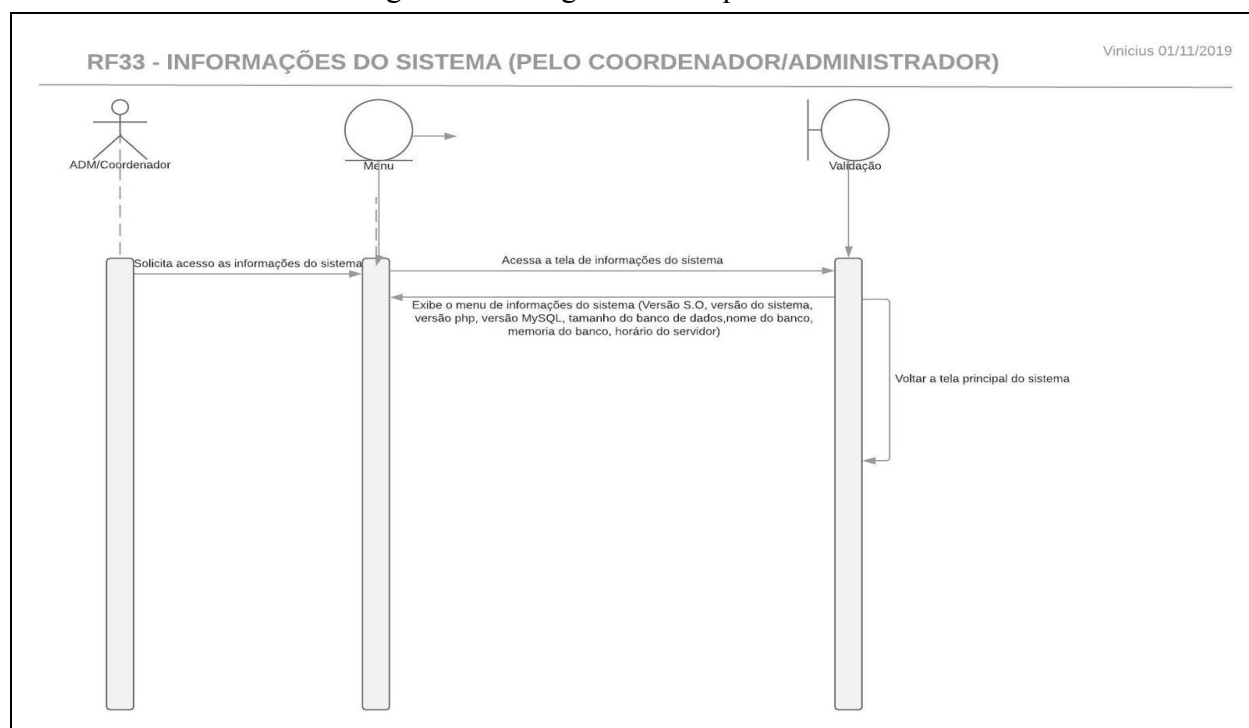 RF33 - INFORMAÇÕES DO SISTEMA (PELO COORDENADOR/ADMINISTRADOR)
Vinicius 01/11/2019
ADM/Coordenador
Menu
Validação
Solicita acesso as informações do sistema
Acessa a tela de informações do sistema
Exibe o menu de informações do sistema (Versão S.O, versão do sistema,
versão php, versão MySQL, tamanho do banco de dados,nome do banco,
memoria do banco, horário do servidor)
Voltar a tela principal do sistema